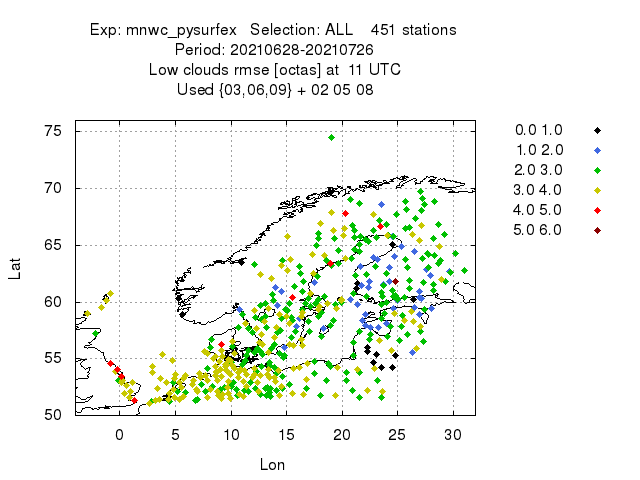 Exp: mnwc_pysurfex   Selection: ALL    451 stations
Period: 20210628-20210726
Low clouds rmse [octas] at  11 UTC
Used {03,06,09} + 02 05 08
75
70
65
60
55
50
Lat
0 5 10 15 20 25 30
Lon
0.0 1.0
1.0 2.0
2.0 3.0
3.0 4.0
4.0 5.0
5.0 6.0